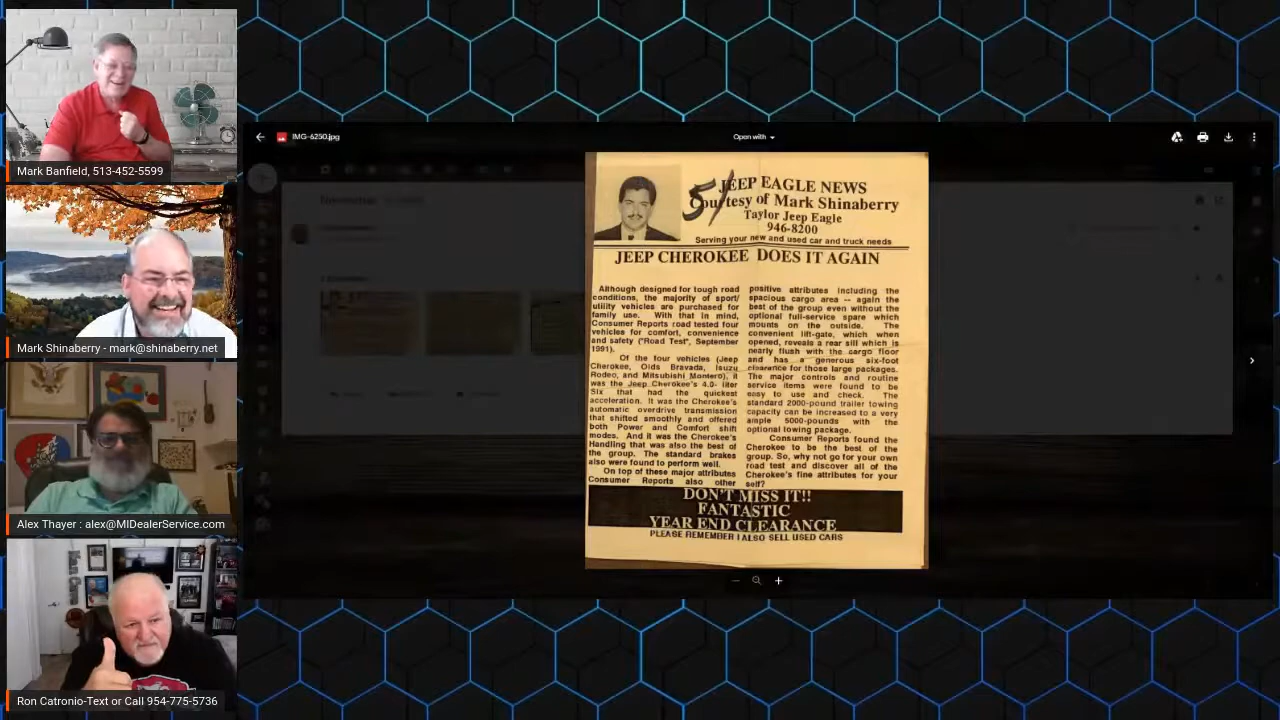 Mark Banfield, 513-452-5599
Mark Shinaberry - mark@shinaberry.net
Alex Thayer : alex@MIDealerService.com
Ron Catronio-Text or Call 954-775-5736
IMG-6250.jpg
Open with
51
JEEP EAGLE NEWS
Courtesy of Mark Shinaberry
Taylor Jeep Eagle
946-8200
Serving your new and used car and truck needs
JEEP CHEROKEE DOES IT AGAIN
Although designed for tough road
conditions, the majority of sport/
utility vehicles are purchased for
family use. With that in mind,
Consumer Reports road tested four
vehicles for comfort, convenience
and safety ("Road Test", September
1991).
Of the four vehicles (Jeep
Cherokee, Olds Bravada, Isuzu
Rodeo, and Mitsubishi Montero), it
was the Jeep Cherokee's 4.0- liter
Six that had the quickest
acceleration. It was the Cherokee's
automatic overdrive transmission
that shifted smoothly and offered
both Power and Comfort shift
modes. And it was the Cherokee's
Handling that was also the best of
the group. The standard brakes
also were found to perform well.
On top of these major attributes
Consumer Reports also other
positive attributes including the
spacious cargo area -- again the
best of the group even without the
optional full-service spare which
mounts on the outside. The
convenient lift-gate, which when
opened, reveals a rear sill which is
nearly flush with the cargo floor
and has a generous six-foot
clearance for those large packages.
The major controls and routine
service items were found to be
easy to use and check. The
standard 2000-pound trailer towing
capacity can be increased to a very
ample 5000-pounds with the
optional towing package.
Consumer Reports found the
Cherokee to be the best of the
group. So, why not go for your own
road test and discover all of the
Cherokee's fine attributes for your
self?
DON'T MISS IT!!
FANTASTIC
YEAR END CLEARANCE
PLEASE REMEMBER I ALSO SELL USED CARS